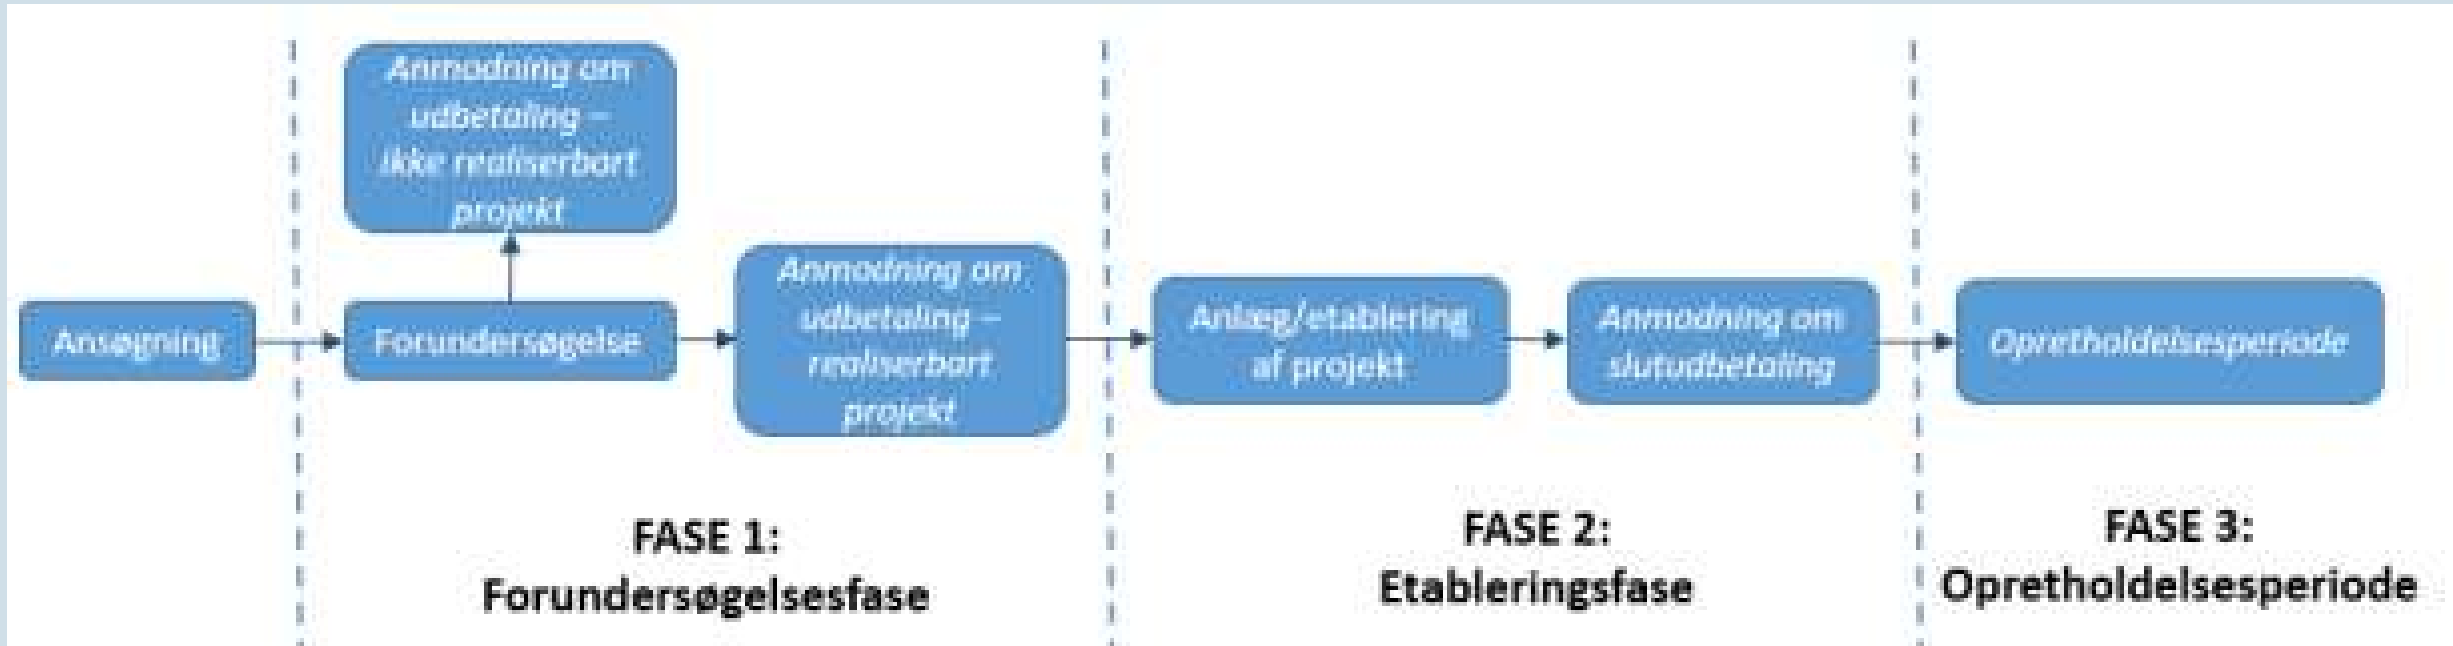 Anmodning om
udbetaling –
ikke realiserbart
projekt
Ansøgning
Forundersøgelse
Anmodning om
udbetaling –
realiserbart
projekt
Anlæg/etablering
af projekt
Anmodning om
slutudbetaling
Opretholdelsesperiode
FASE 1:
Forundersøgelsesfase
FASE 2:
Etableringsfase
FASE 3:
Opretholdelsesperiode